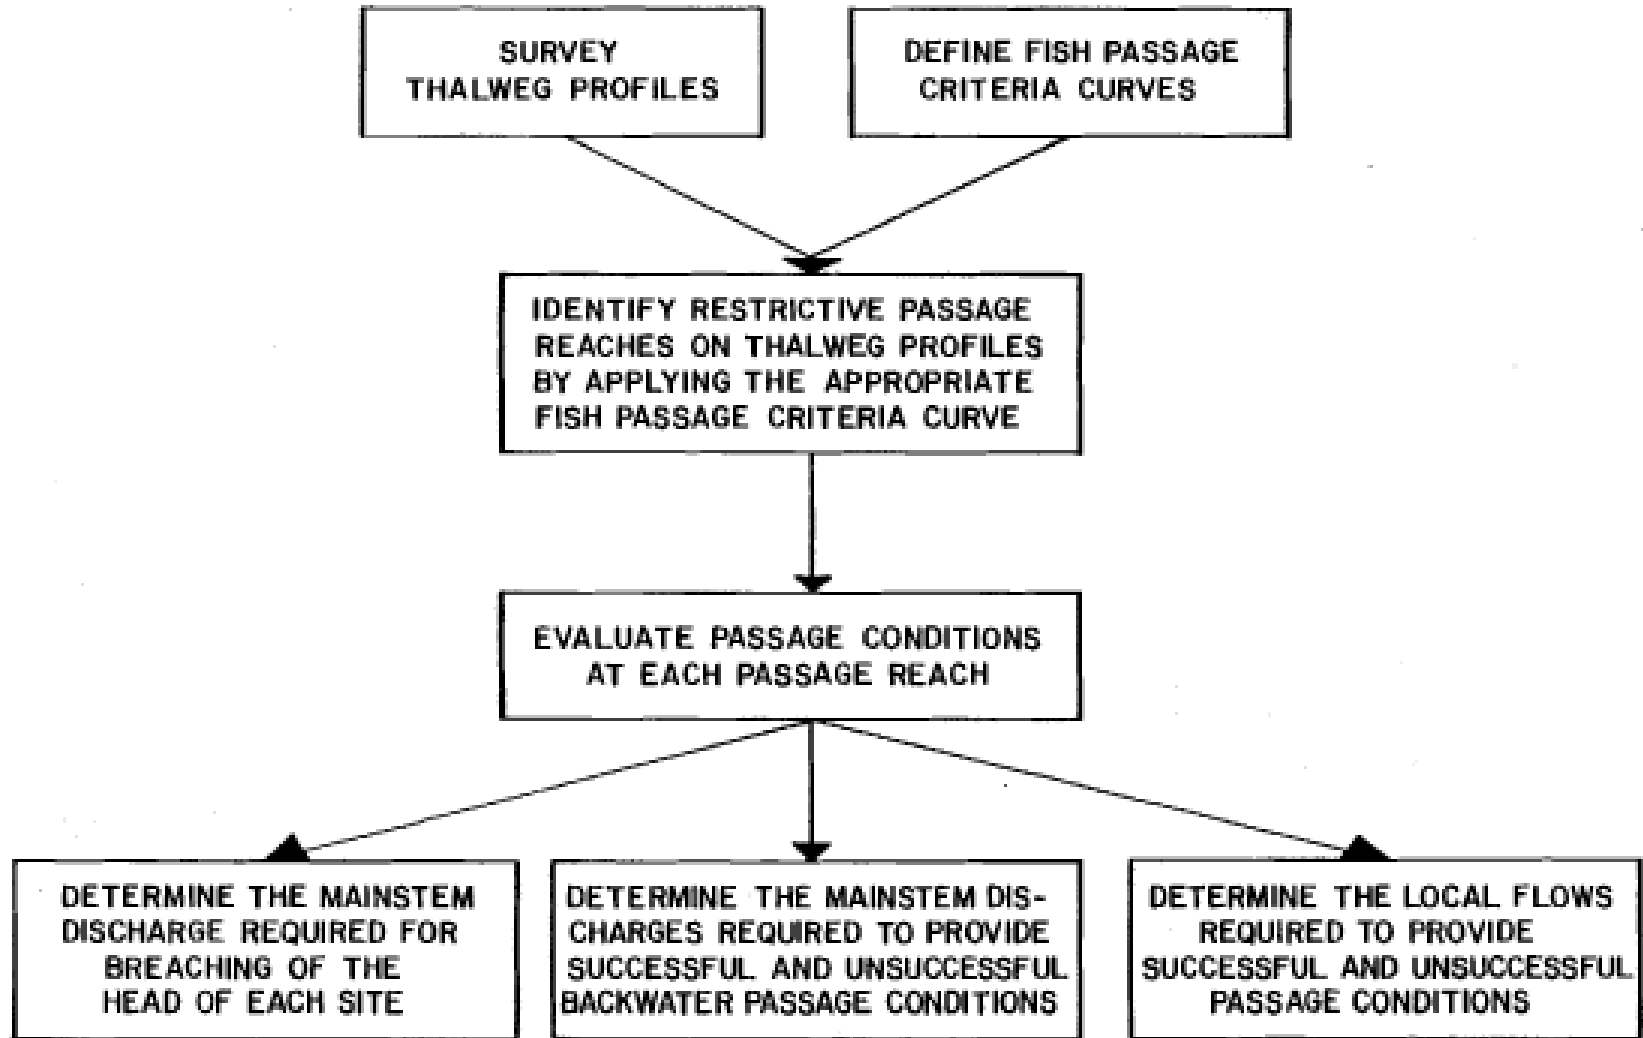 SURVEY
THALWEG PROFILES
DEFINE FISH PASSAGE
CRITERIA CURVES
IDENTIFY RESTRICTIVE PASSAGE
REACHES ON THALWEG PROFILES
BY APPLYING THE APPROPRIATE
FISH PASSAGE CRITERIA CURVE
EVALUATE PASSAGE CONDITIONS
AT EACH PASSAGE REACH
DETERMINE THE MAINSTEM
DISCHARGE REQUIRED FOR
BREACHING OF THE
HEAD OF EACH SITE
DETERMINE THE MAINSTEM DIS-
CHARGES REQUIRED TO PROVIDE
SUCCESSFUL AND UNSUCCESSFUL
BACKWATER PASSAGE CONDITIONS
DETERMINE THE LOCAL FLOWS
REQUIRED TO PROVIDE
SUCCESSFUL AND UNSUCCESSFUL
PASSAGE CONDITIONS